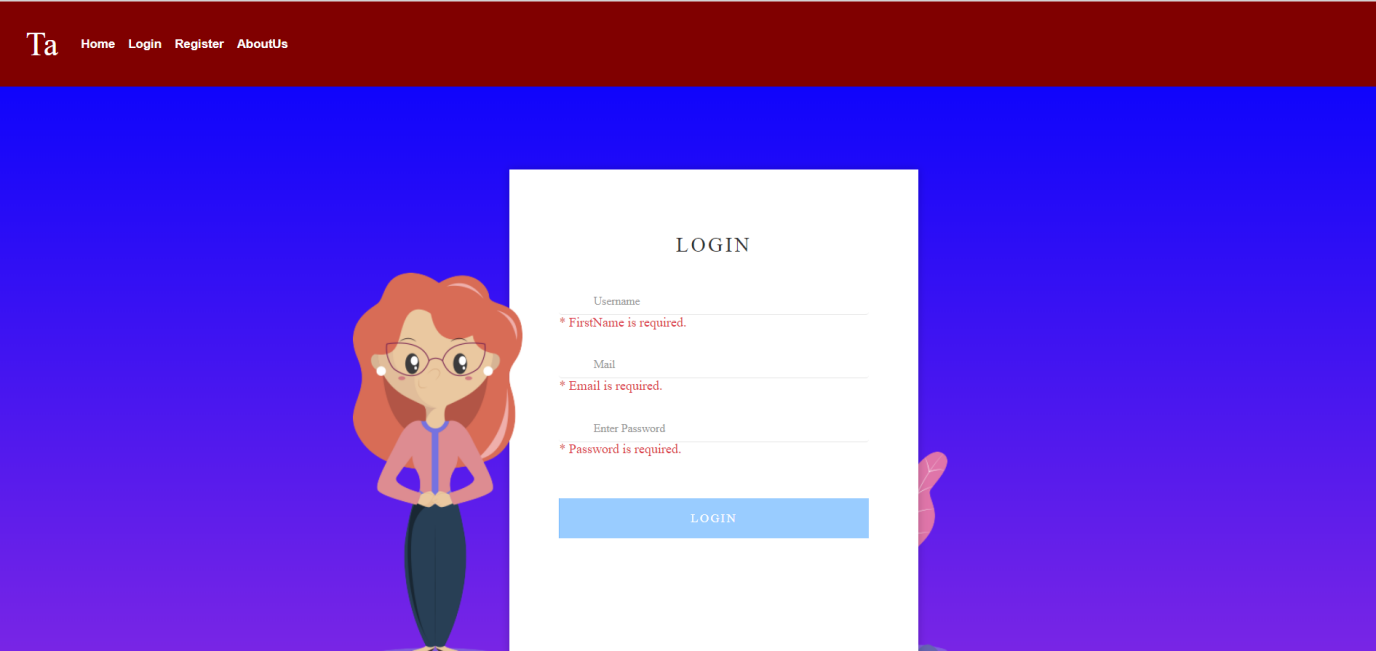 Ta Home Login Register AboutUs
LOGIN
Username
* FirstName is required.
Mail
* Email is required.
Enter Password
* Password is required.
LOGIN